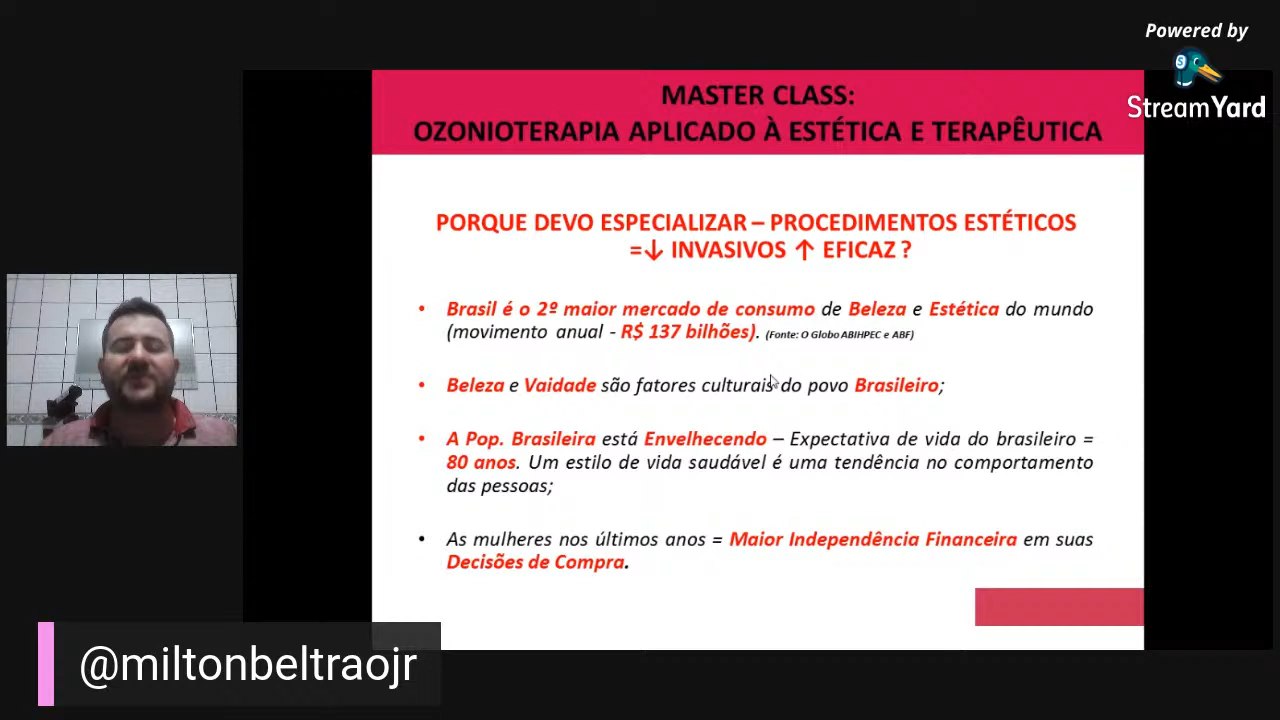 Powered by
StreamYard
MASTER CLASS:
OZONIOTERAPIA APLICADO À ESTÉTICA E TERAPÊUTICA
PORQUE DEVO ESPECIALIZAR – PROCEDIMENTOS ESTÉTICOS
=↓ INVASIVOS ↑ EFICAZ ?
• Brasil é o 2º maior mercado de consumo de Beleza e Estética do mundo
(movimento anual - R$ 137 bilhões). (Fonte: O Globo ABIHPEC e ABF)
• Beleza e Vaidade são fatores culturais do povo Brasileiro;
• A Pop. Brasileira está Envelhecendo – Expectativa de vida do brasileiro =
80 anos. Um estilo de vida saudável é uma tendência no comportamento
das pessoas;
• As mulheres nos últimos anos = Maior Independência Financeira em suas
Decisões de Compra.
@miltonbeltraojr